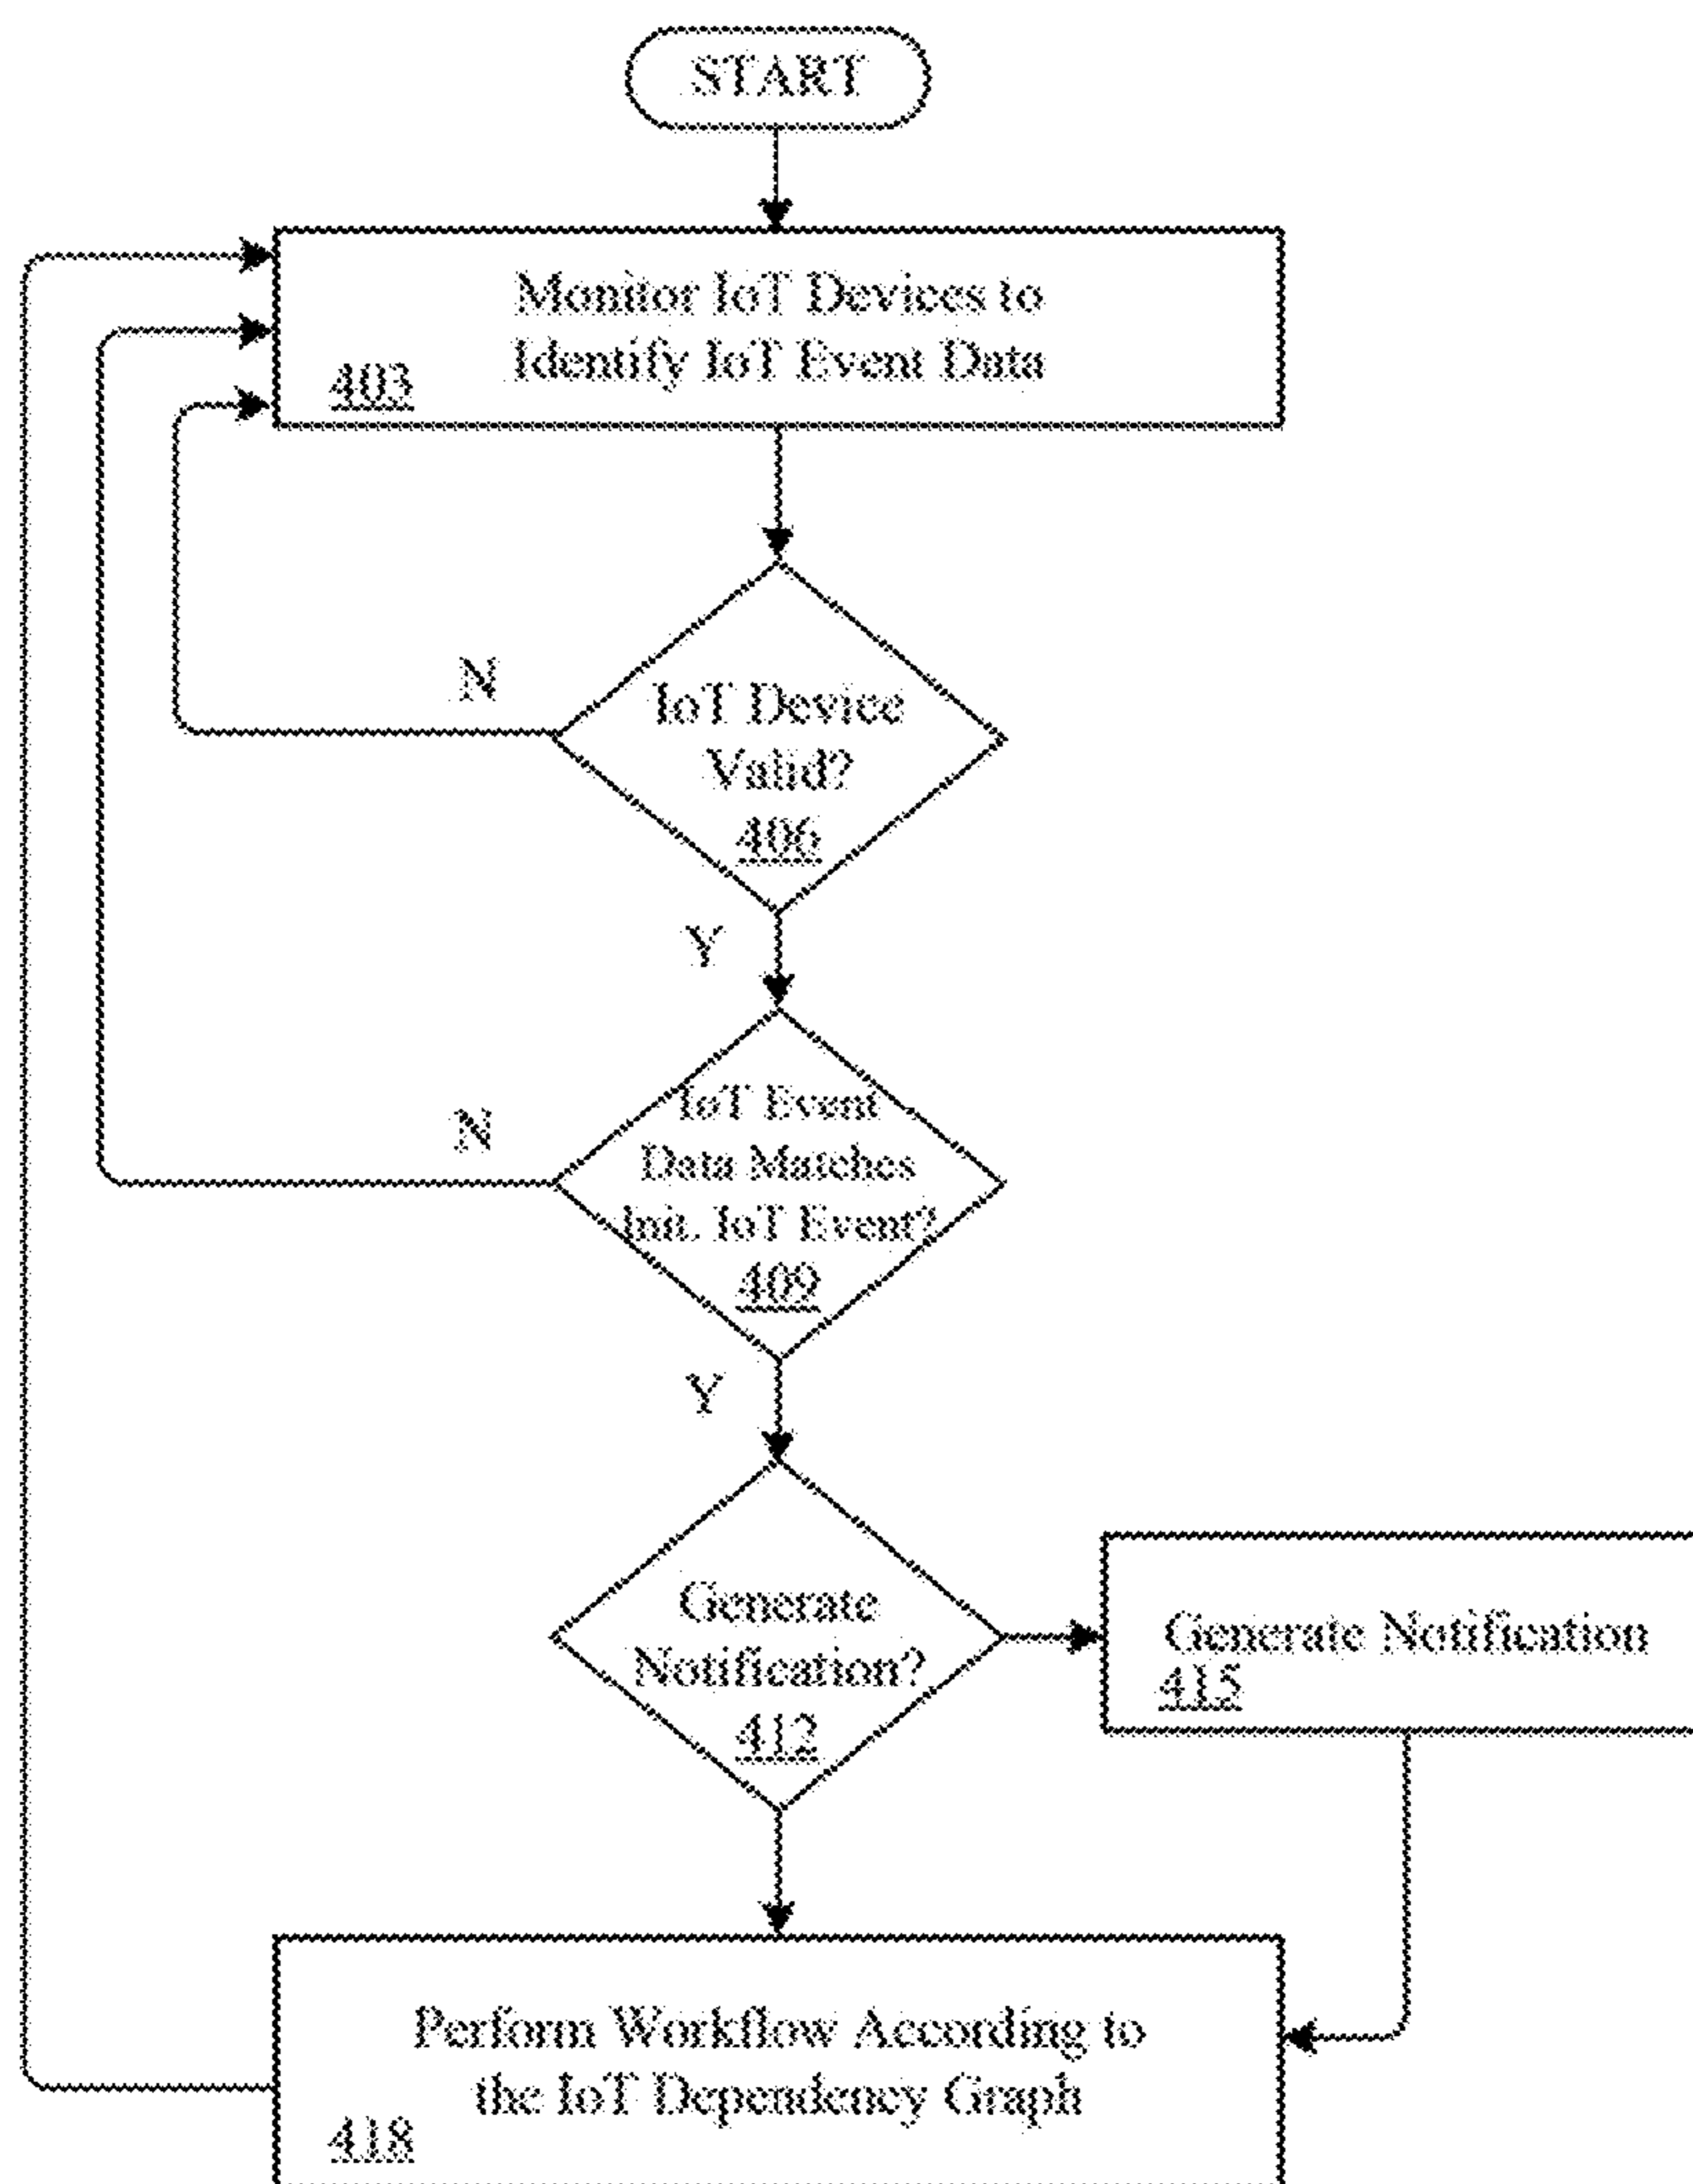 START
Monitor IoT Devices to
Identify IoT Event Data
403
N
IoT Device
Valid?
406
Y
IoT Event
Data Matches
Init. IoT Event?
409
N
Y
Generate
Notification?
412
Generate Notification
415
Perform Workflow According to
the IoT Dependency Graph
418